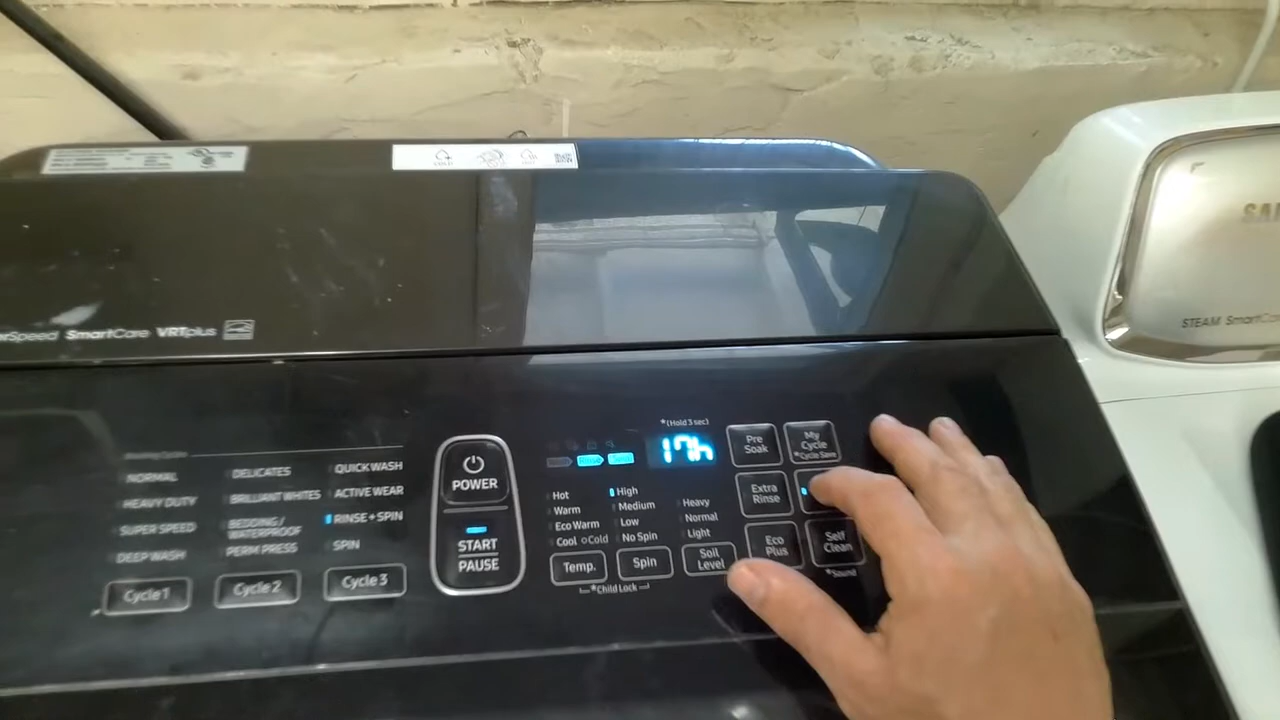 SmartCare VRTplus
STEAM SmartCa
*(Hold 3 sec)
17h
Rinse
Spin
NORMAL
HEAVY DUTY
SUPER SPEED
DEEP WASH
Cycle 1
DELICATES
BRILLIANT WHITES
BEDDING /
WATERPROOF
PERM PRESS
Cycle 2
QUICK WASH
ACTIVE WEAR
RINSE + SPIN
SPIN
Cycle 3
POWER
START
PAUSE
Hot
Warm
Eco Warm
Cool Cold
Temp.
High
Medium
Low
No Spin
Spin
*Child Lock
Heavy
Normal
Light
Soil
Level
Pre
Soak
My
Cycle
*Cycle Save
Extra
Rinse
Eco
Plus
Self
Clean
*Sound